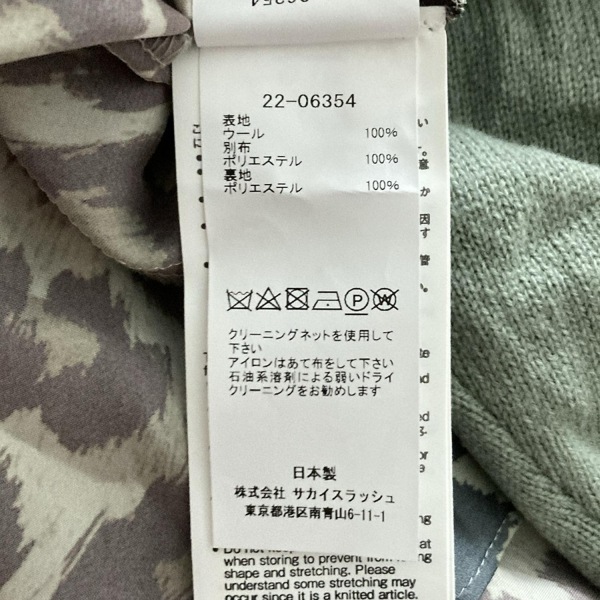 22-06354
表地
ウール 100%
別布
ポリエステル 100%
裏地
ポリエステル 100%
P
W
クリーニングネットを使用して
下さい
アイロンはあて布をして下さい
石油系溶剤による弱いドライ
クリーニングをお勧めします
日本製
株式会社 サカイスラッシュ
東京都港区南青山6-11-1
when storing to prevent from
shape and stretching. Please
understand some stretching may
occur since it is a knitted article.